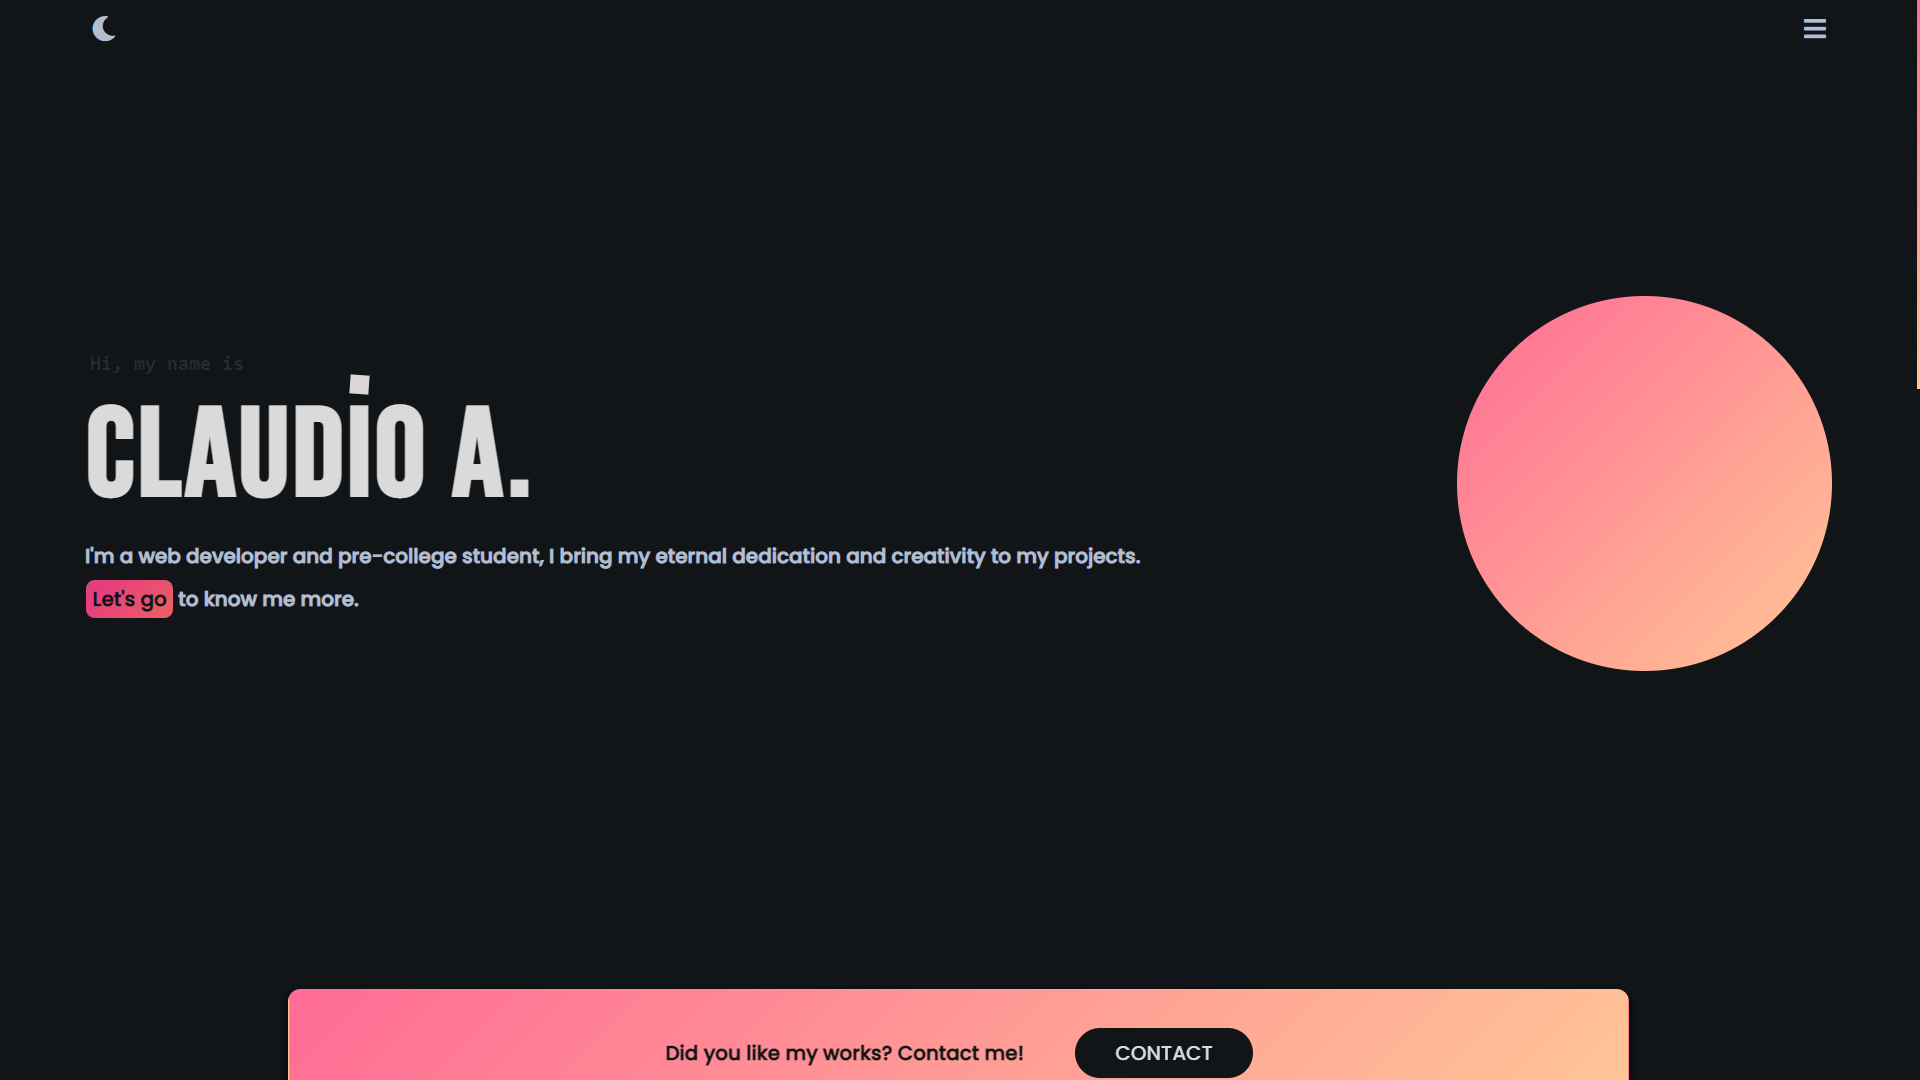 Hi, my name is
CLAUDIO A.
I'm a web developer and pre-college student, I bring my eternal dedication and creativity to my projects.
Let's go to know me more.
Did you like my works? Contact me!
CONTACT